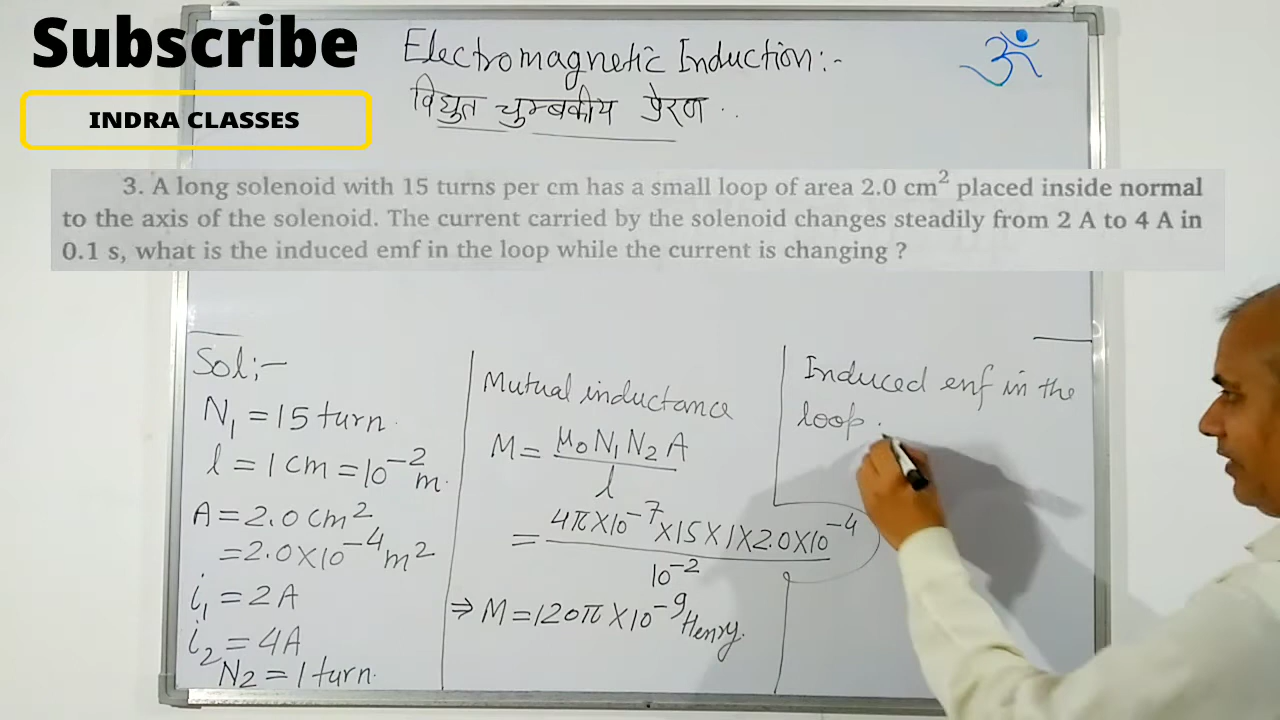 Subscribe
INDRA CLASSES
Electromagnetic Induction:-
विद्युत चुम्बकीय प्रेरण .
ॐ
3. A long solenoid with 15 turns per cm has a small loop of area 2.0 cm² placed inside normal
to the axis of the solenoid. The current carried by the solenoid changes steadily from 2 A to 4 A in
0.1 s, what is the induced emf in the loop while the current is changing ?
Sol;-
N₁ = 15 turn.
l = 1 cm = 10⁻² m.
A = 2.0 cm²
= 2.0 × 10⁻⁴ m²
i₁ = 2 A
i₂ = 4A
N₂ = 1 turn.
Mutual inductance
M = μ₀ N₁ N₂ A / l
= 4π×10⁻⁷ ×15×1×2.0×10⁻⁴ / 10⁻²
⇒ M = 120π × 10⁻⁹ Henry.
Induced emf in the
loop .